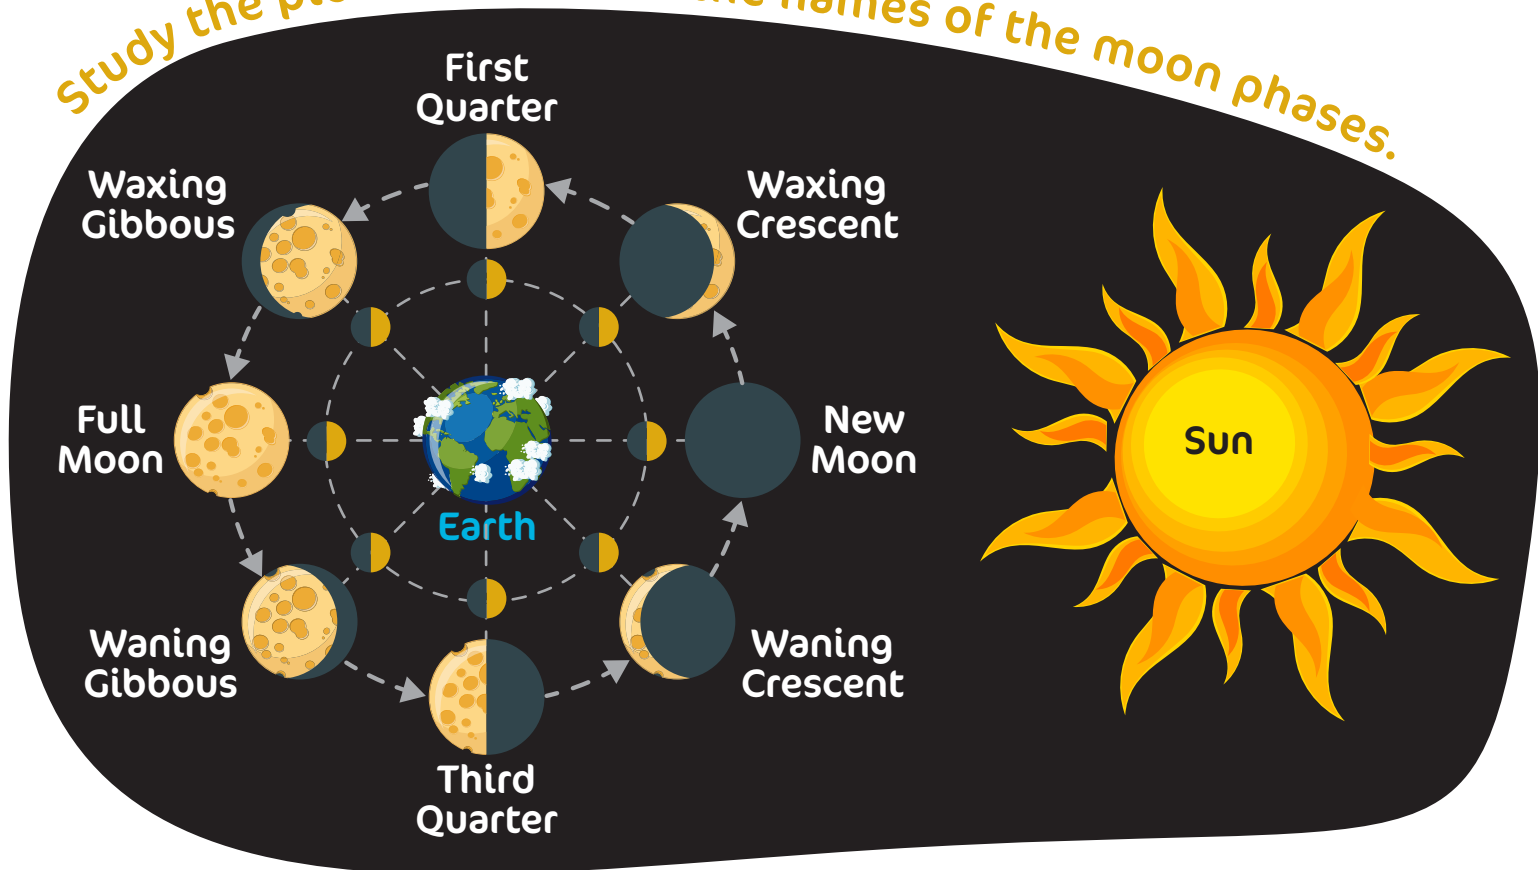 Study the
names of the moon phases.
First
Quarter
Waxing
Gibbous
Waxing
Crescent
Full
Moon
New
Moon
Sun
Earth
Waning
Gibbous
Waning
Crescent
Third
Quarter